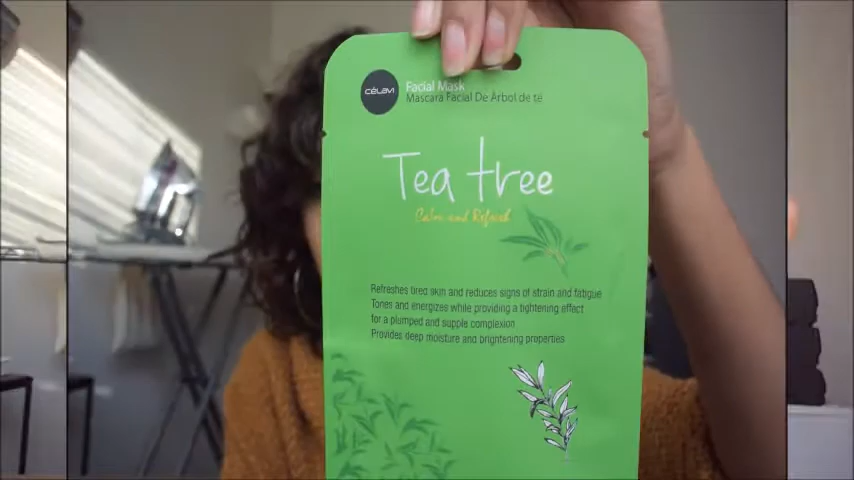 CÉLAVI
Facial Mask
Máscara Facial De Árbol de té
Tea tree
Calm and Refresh
Refreshes tired skin and reduces signs of strain and fatigue
Tones and energizes while providing a tightening effect
for a plumped and supple complexion
Provides deep moisture and brightening properties